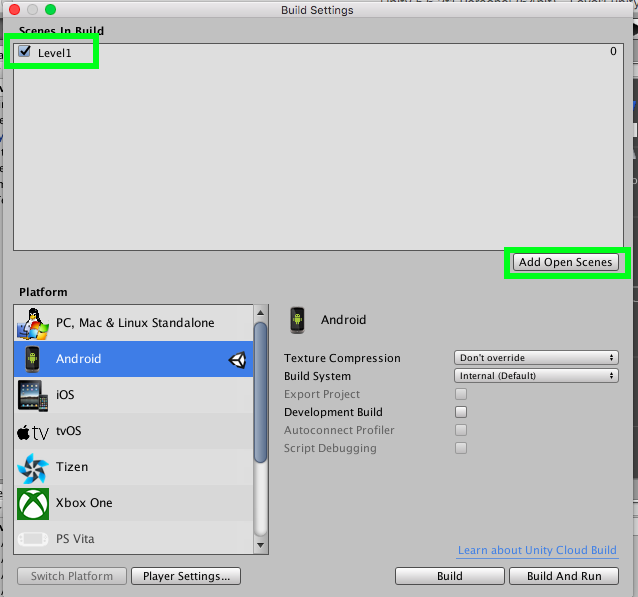 Build Settings
Scenes In Build
Level1 0
Add Open Scenes
Platform
PC, Mac & Linux Standalone
Android
iOS
tv tvOS
Tizen
Xbox One
PS Vita
Android
Texture Compression Don't override
Build System Internal (Default)
Export Project
Development Build
Autoconnect Profiler
Script Debugging
Learn about Unity Cloud Build
Switch Platform Player Settings... Build Build And Run